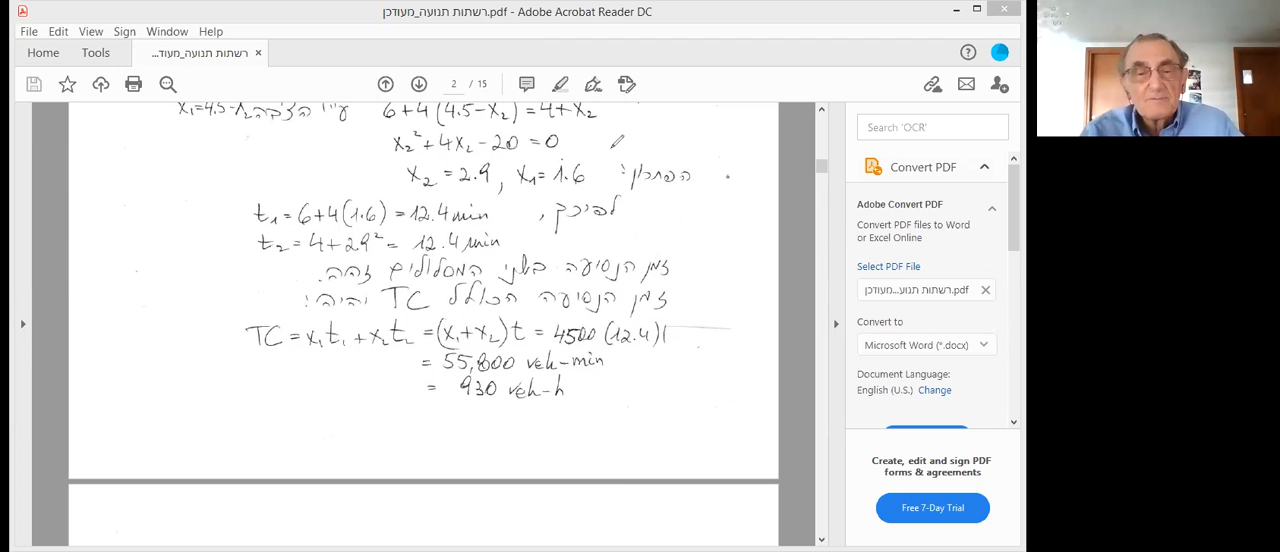 רשתות תנועה_מעודכן.pdf - Adobe Acrobat Reader DC
File Edit View Sign Window Help
Home Tools רשתות תנועה_מעוד... ×
2 / 15
x₁=4.5-x₂ ע"י הצבה 6+4(4.5-x₂)=4+x₂
x₂²+4x₂-20=0
הפתרון: x₂=2.9, x₁=1.6
לפיכך, t₁=6+4(1.6)=12.4min
t₂=4+2.9²=12.4min
זמן הנסיעה בשני המסלולים זהה.
זמן הנסיעה הכולל TC יהיה:
TC=x₁t₁+x₂t₂=(x₁+x₂)t=4500(12.4)
=55,800 veh-min
=930 veh-h
Search 'OCR'
Convert PDF
Adobe Convert PDF
Convert PDF files to Word
or Excel Online
Select PDF File
רשתות תנוע...מעודכן.pdf
Convert to
Microsoft Word (*.docx)
Document Language:
English (U.S.) Change
Create, edit and sign PDF
forms & agreements
Free 7-Day Trial